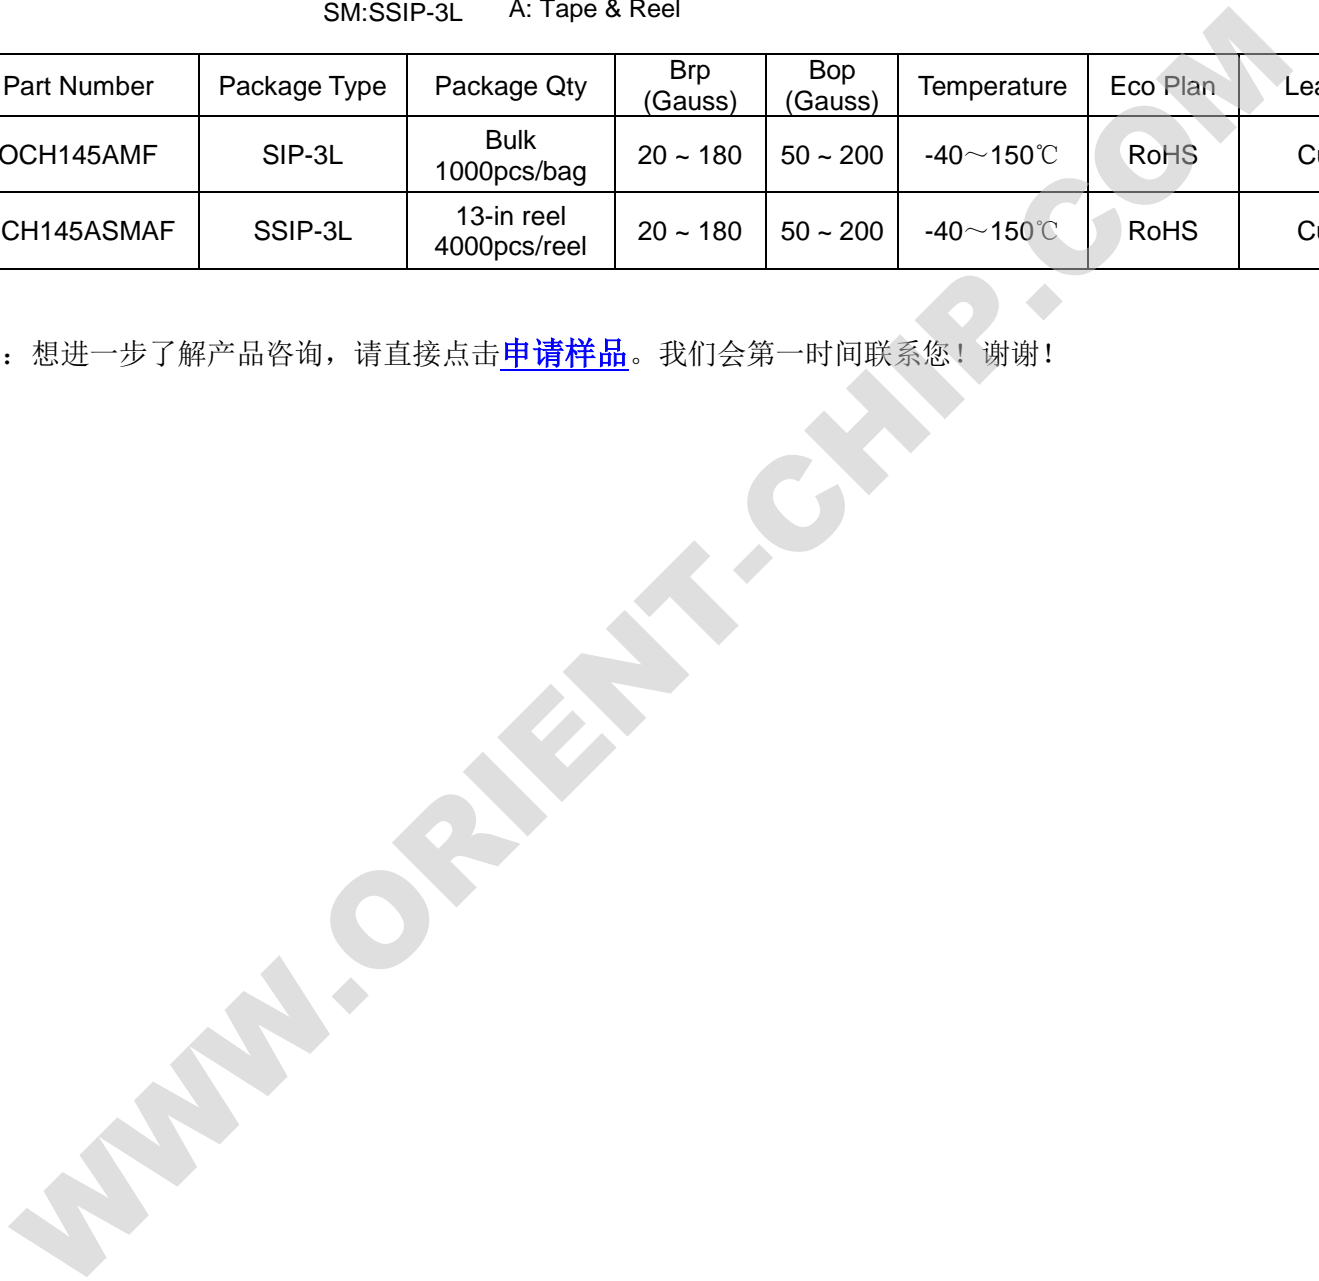 SM:SSIP-3L A: Tape & Reel
Part Number Package Type Package Qty Brp (Gauss) Bop (Gauss) Temperature Eco Plan
OCH145AMF SIP-3L Bulk 1000pcs/bag 20 ~ 180 50 ~ 200 -40～150℃ RoHS
CH145ASMAF SSIP-3L 13-in reel 4000pcs/reel 20 ~ 180 50 ~ 200 -40～150℃ RoHS
：想进一步了解产品咨询，请直接点击申请样品。我们会第一时间联系您！谢谢！
WWW.ORIENT-CHIP.COM